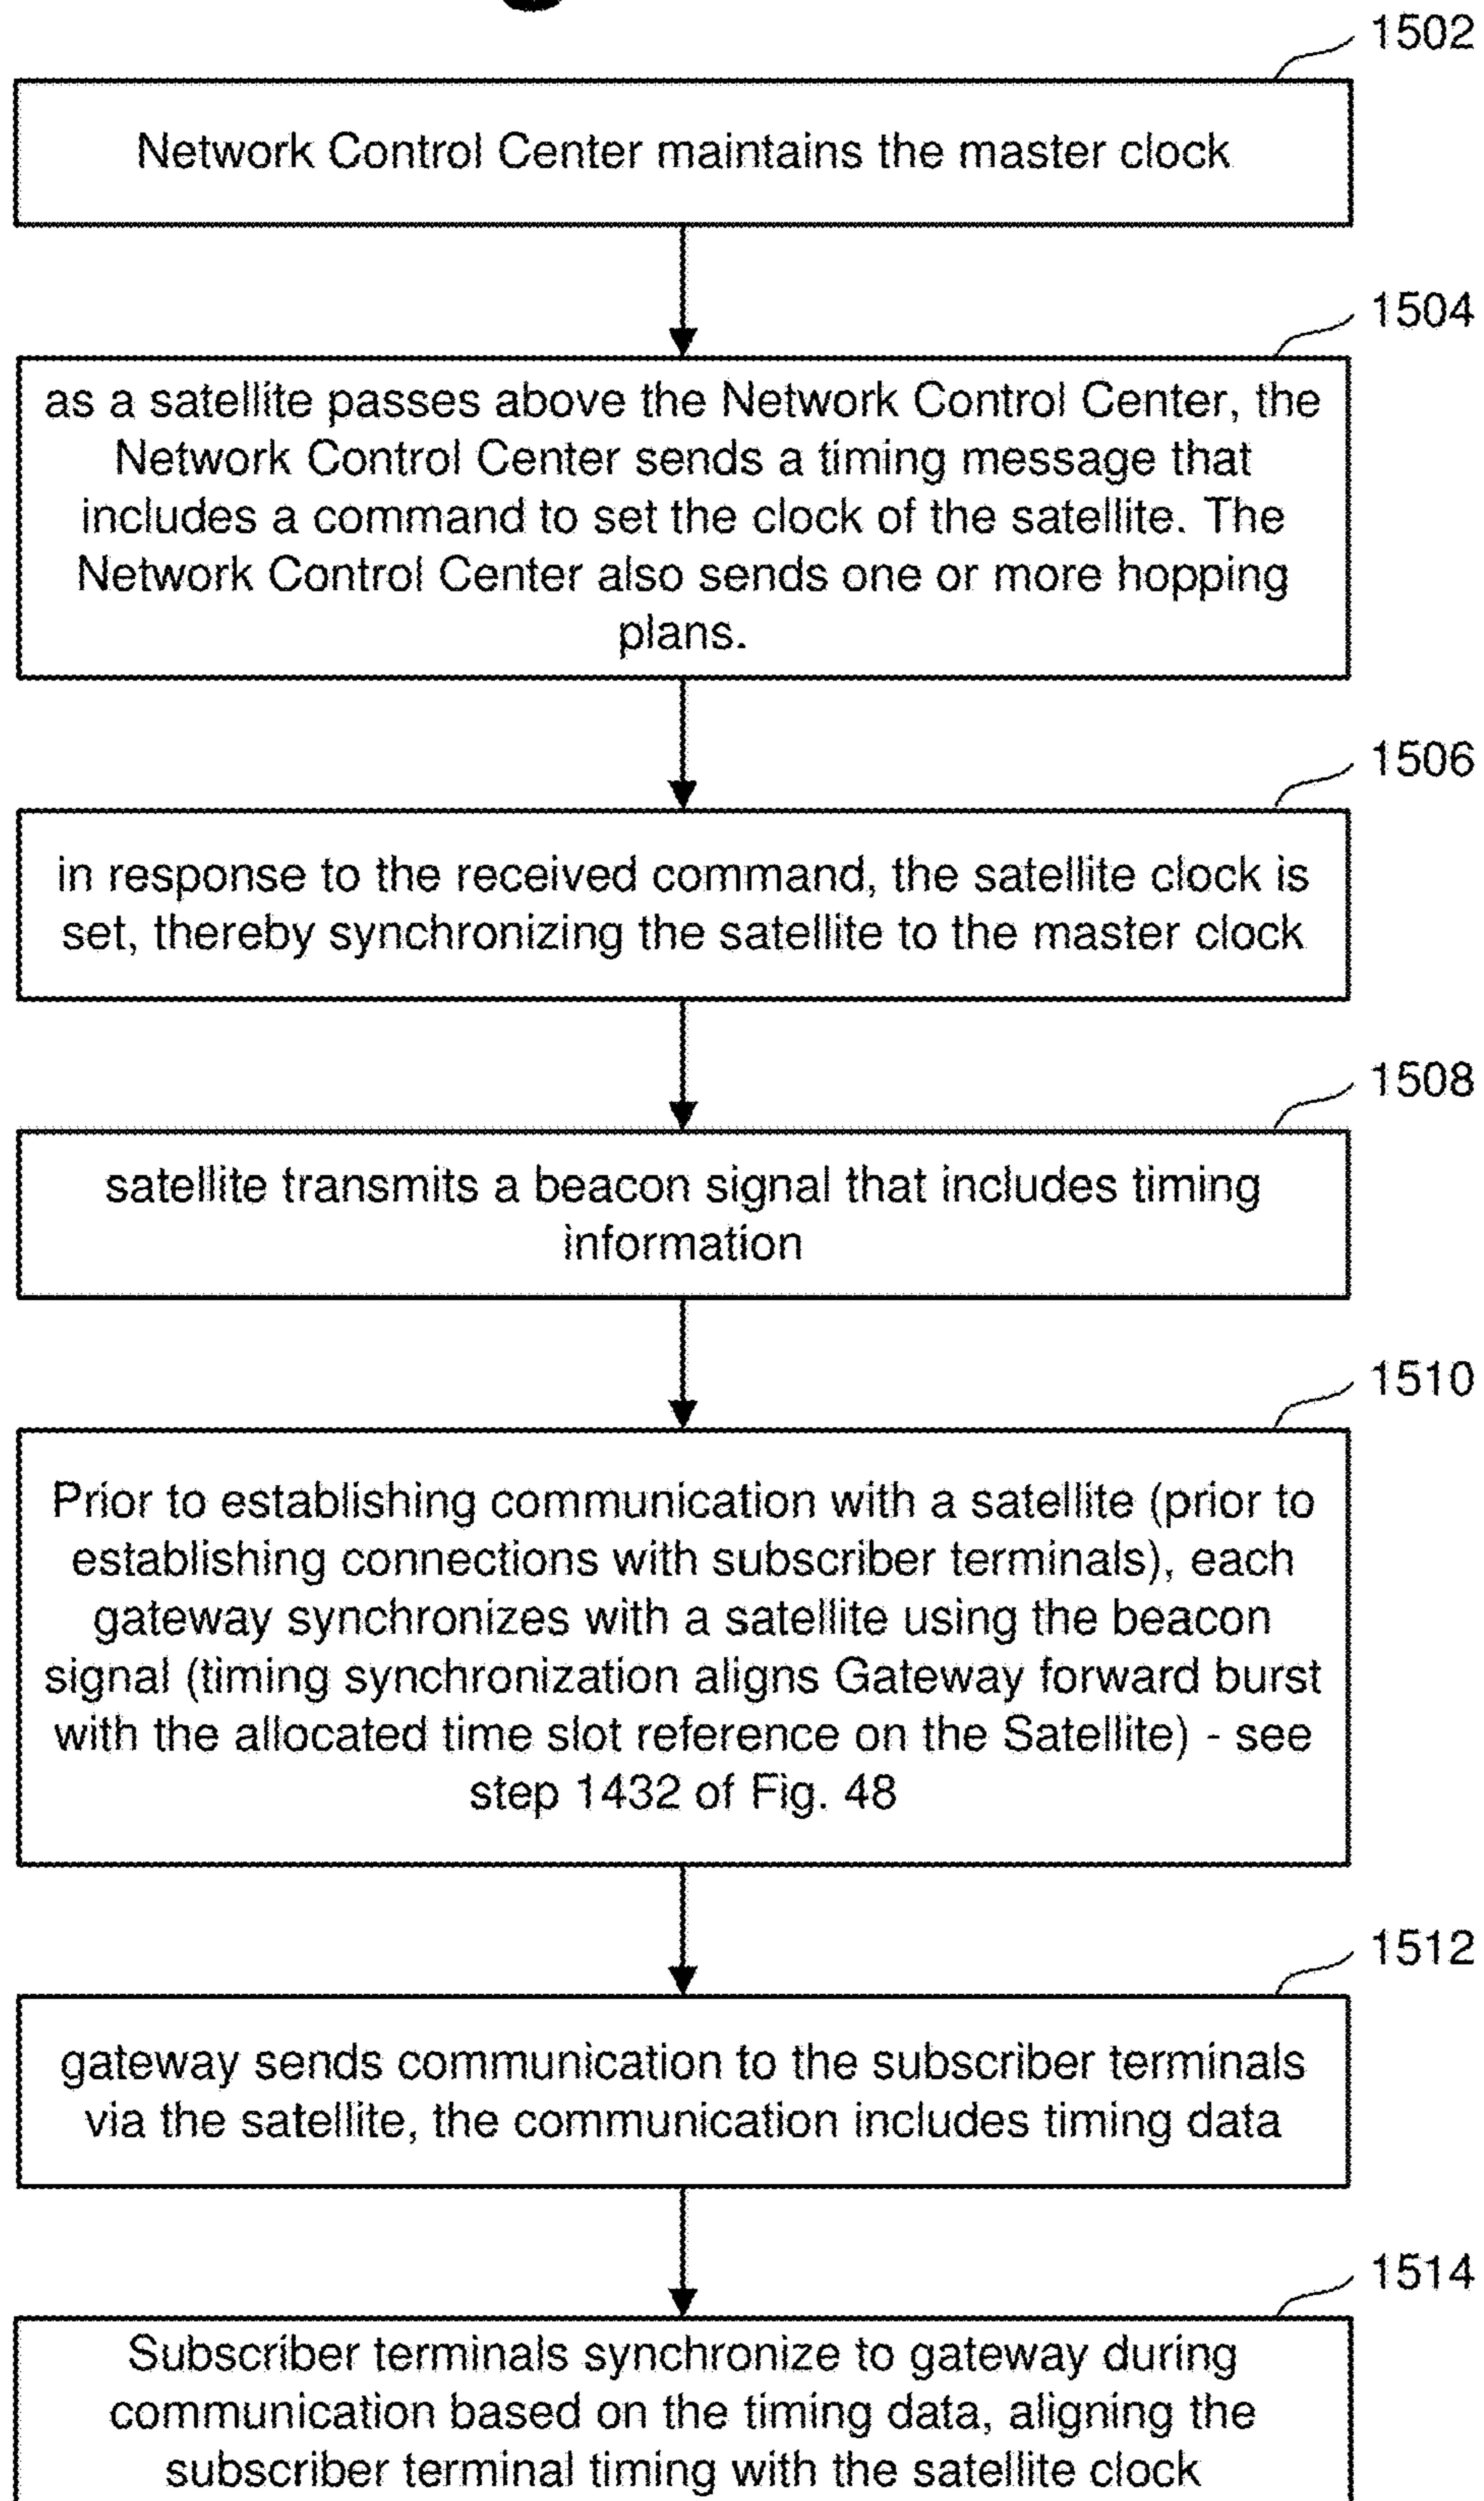 1502
Network Control Center maintains the master clock
1504
as a satellite passes above the Network Control Center, the
Network Control Center sends a timing message that
includes a command to set the clock of the satellite. The
Network Control Center also sends one or more hopping
plans.
1506
in response to the received command, the satellite clock is
set, thereby synchronizing the satellite to the master clock
1508
satellite transmits a beacon signal that includes timing
information
1510
Prior to establishing communication with a satellite (prior to
establishing connections with subscriber terminals), each
gateway synchronizes with a satellite using the beacon
signal (timing synchronization aligns Gateway forward burst
with the allocated time slot reference on the Satellite) - see
step 1432 of Fig. 48
1512
gateway sends communication to the subscriber terminals
via the satellite, the communication includes timing data
1514
Subscriber terminals synchronize to gateway during
communication based on the timing data, aligning the
subscriber terminal timing with the satellite clock